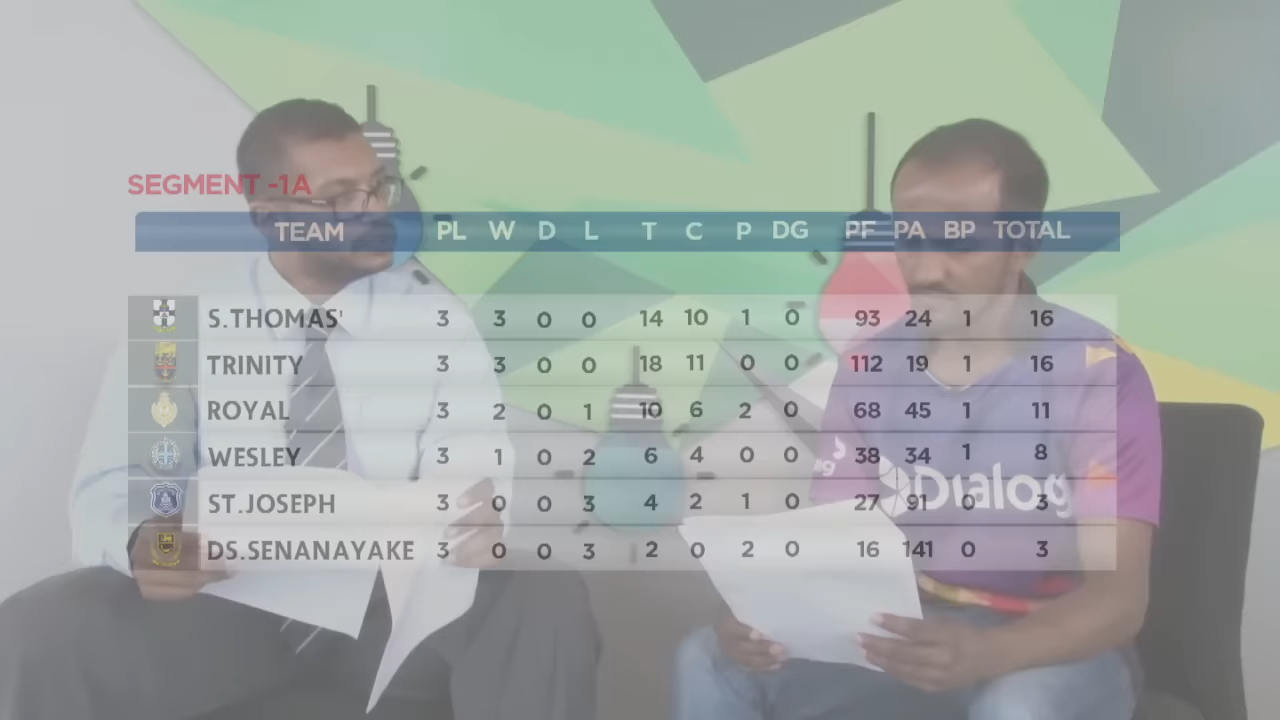 SEGMENT -1A
TEAM PL W D L T C P DG PF PA BP TOTAL
S.THOMAS' 3 3 0 0 14 10 1 0 93 24 1 16
TRINITY 3 3 0 0 18 11 0 0 112 19 1 16
ROYAL 3 2 0 1 10 6 2 0 68 45 1 11
WESLEY 3 1 0 2 6 4 0 0 38 34 1 8
ST.JOSEPH 3 0 0 3 4 2 1 0 27 91 0 3
DS.SENANAYAKE 3 0 0 3 2 0 2 0 16 141 0 3
Dialog